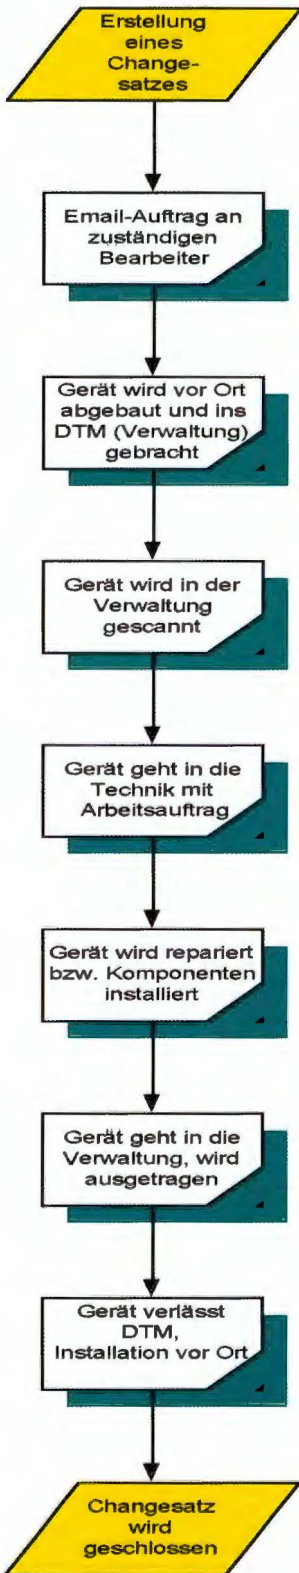 Erstellung
eines
Change-
satzes
Email-Auftrag an
zuständigen
Bearbeiter
Gerät wird vor Ort
abgebaut und ins
DTM (Verwaltung)
gebracht
Gerät wird in der
Verwaltung
gescannt
Gerät geht in die
Technik mit
Arbeitsauftrag
Gerät wird repariert
bzw. Komponenten
installiert
Gerät geht in die
Verwaltung, wird
ausgetragen
Gerät verlässt
DTM,
Installation vor Ort
Changesatz
wird
geschlossen